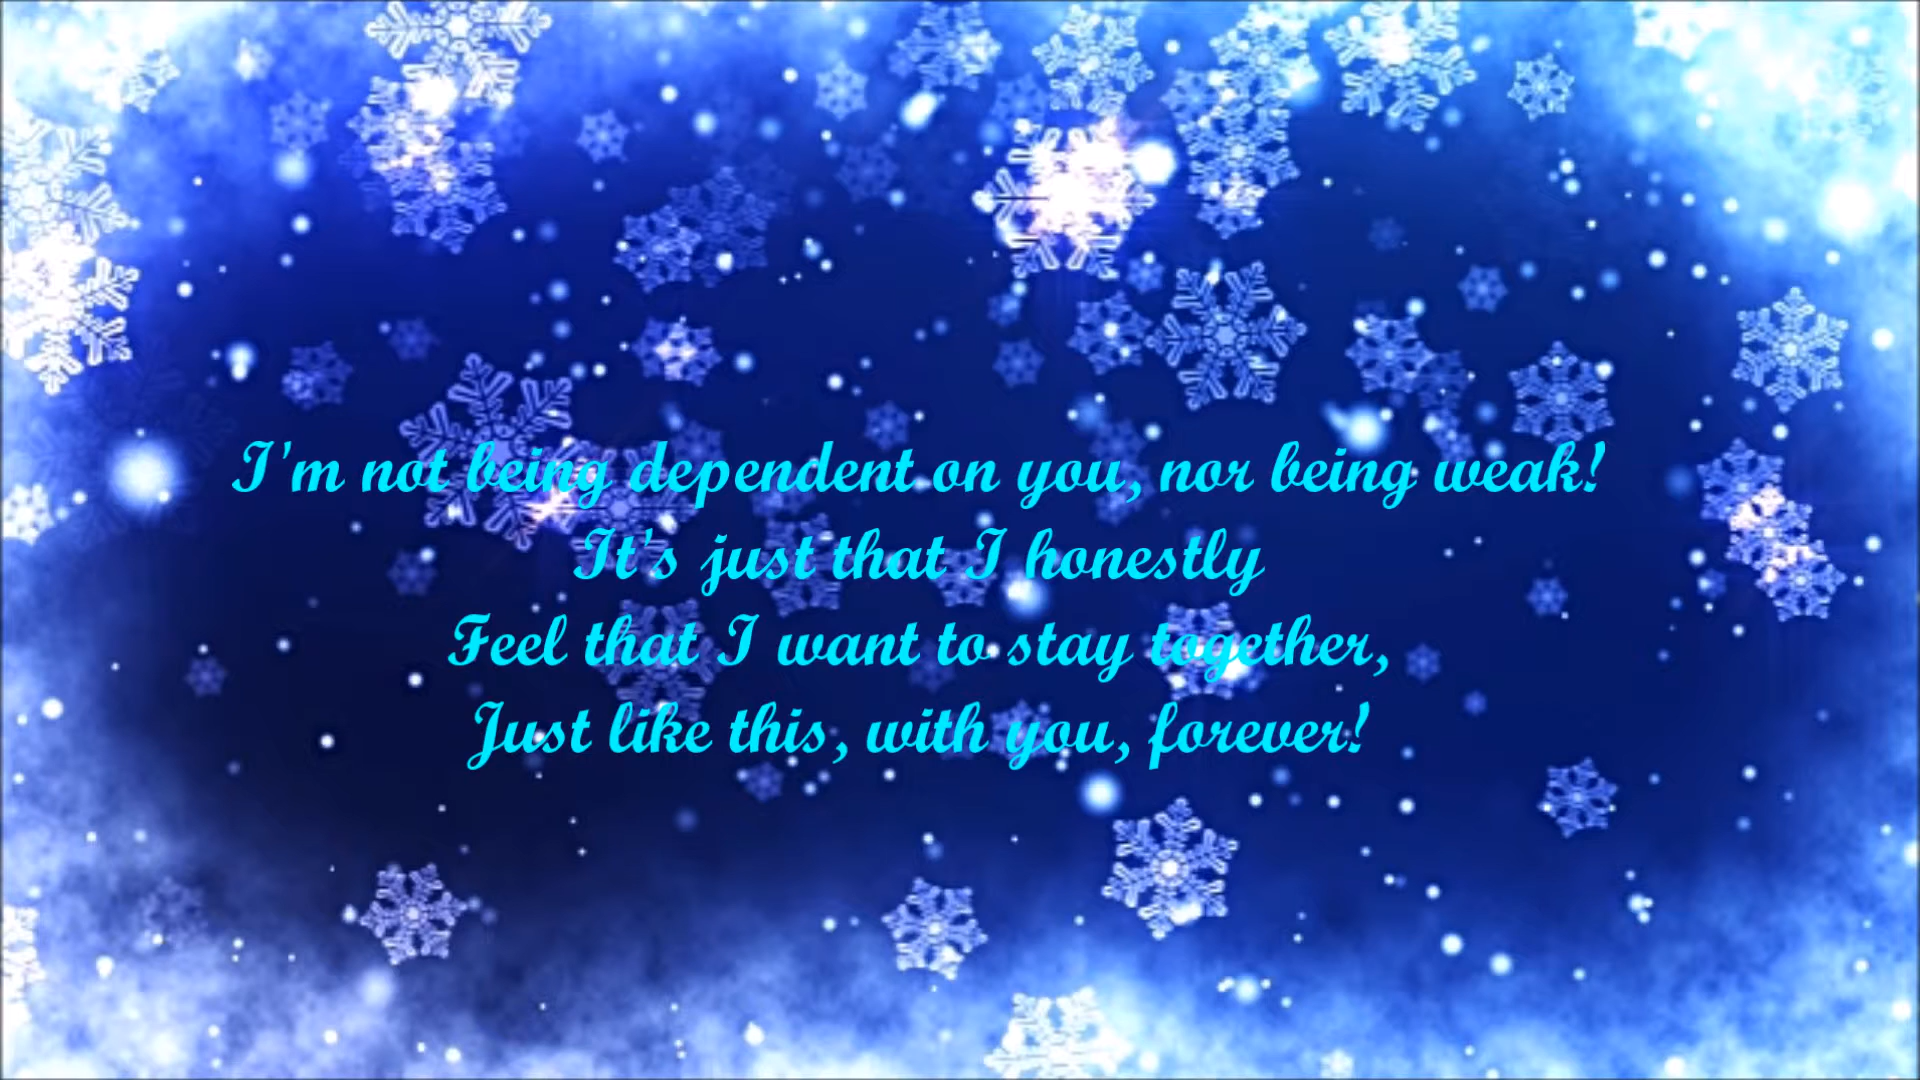 I'm not being dependent on you, nor being weak!
It's just that I honestly
Feel that I want to stay together,
Just like this, with you, forever!